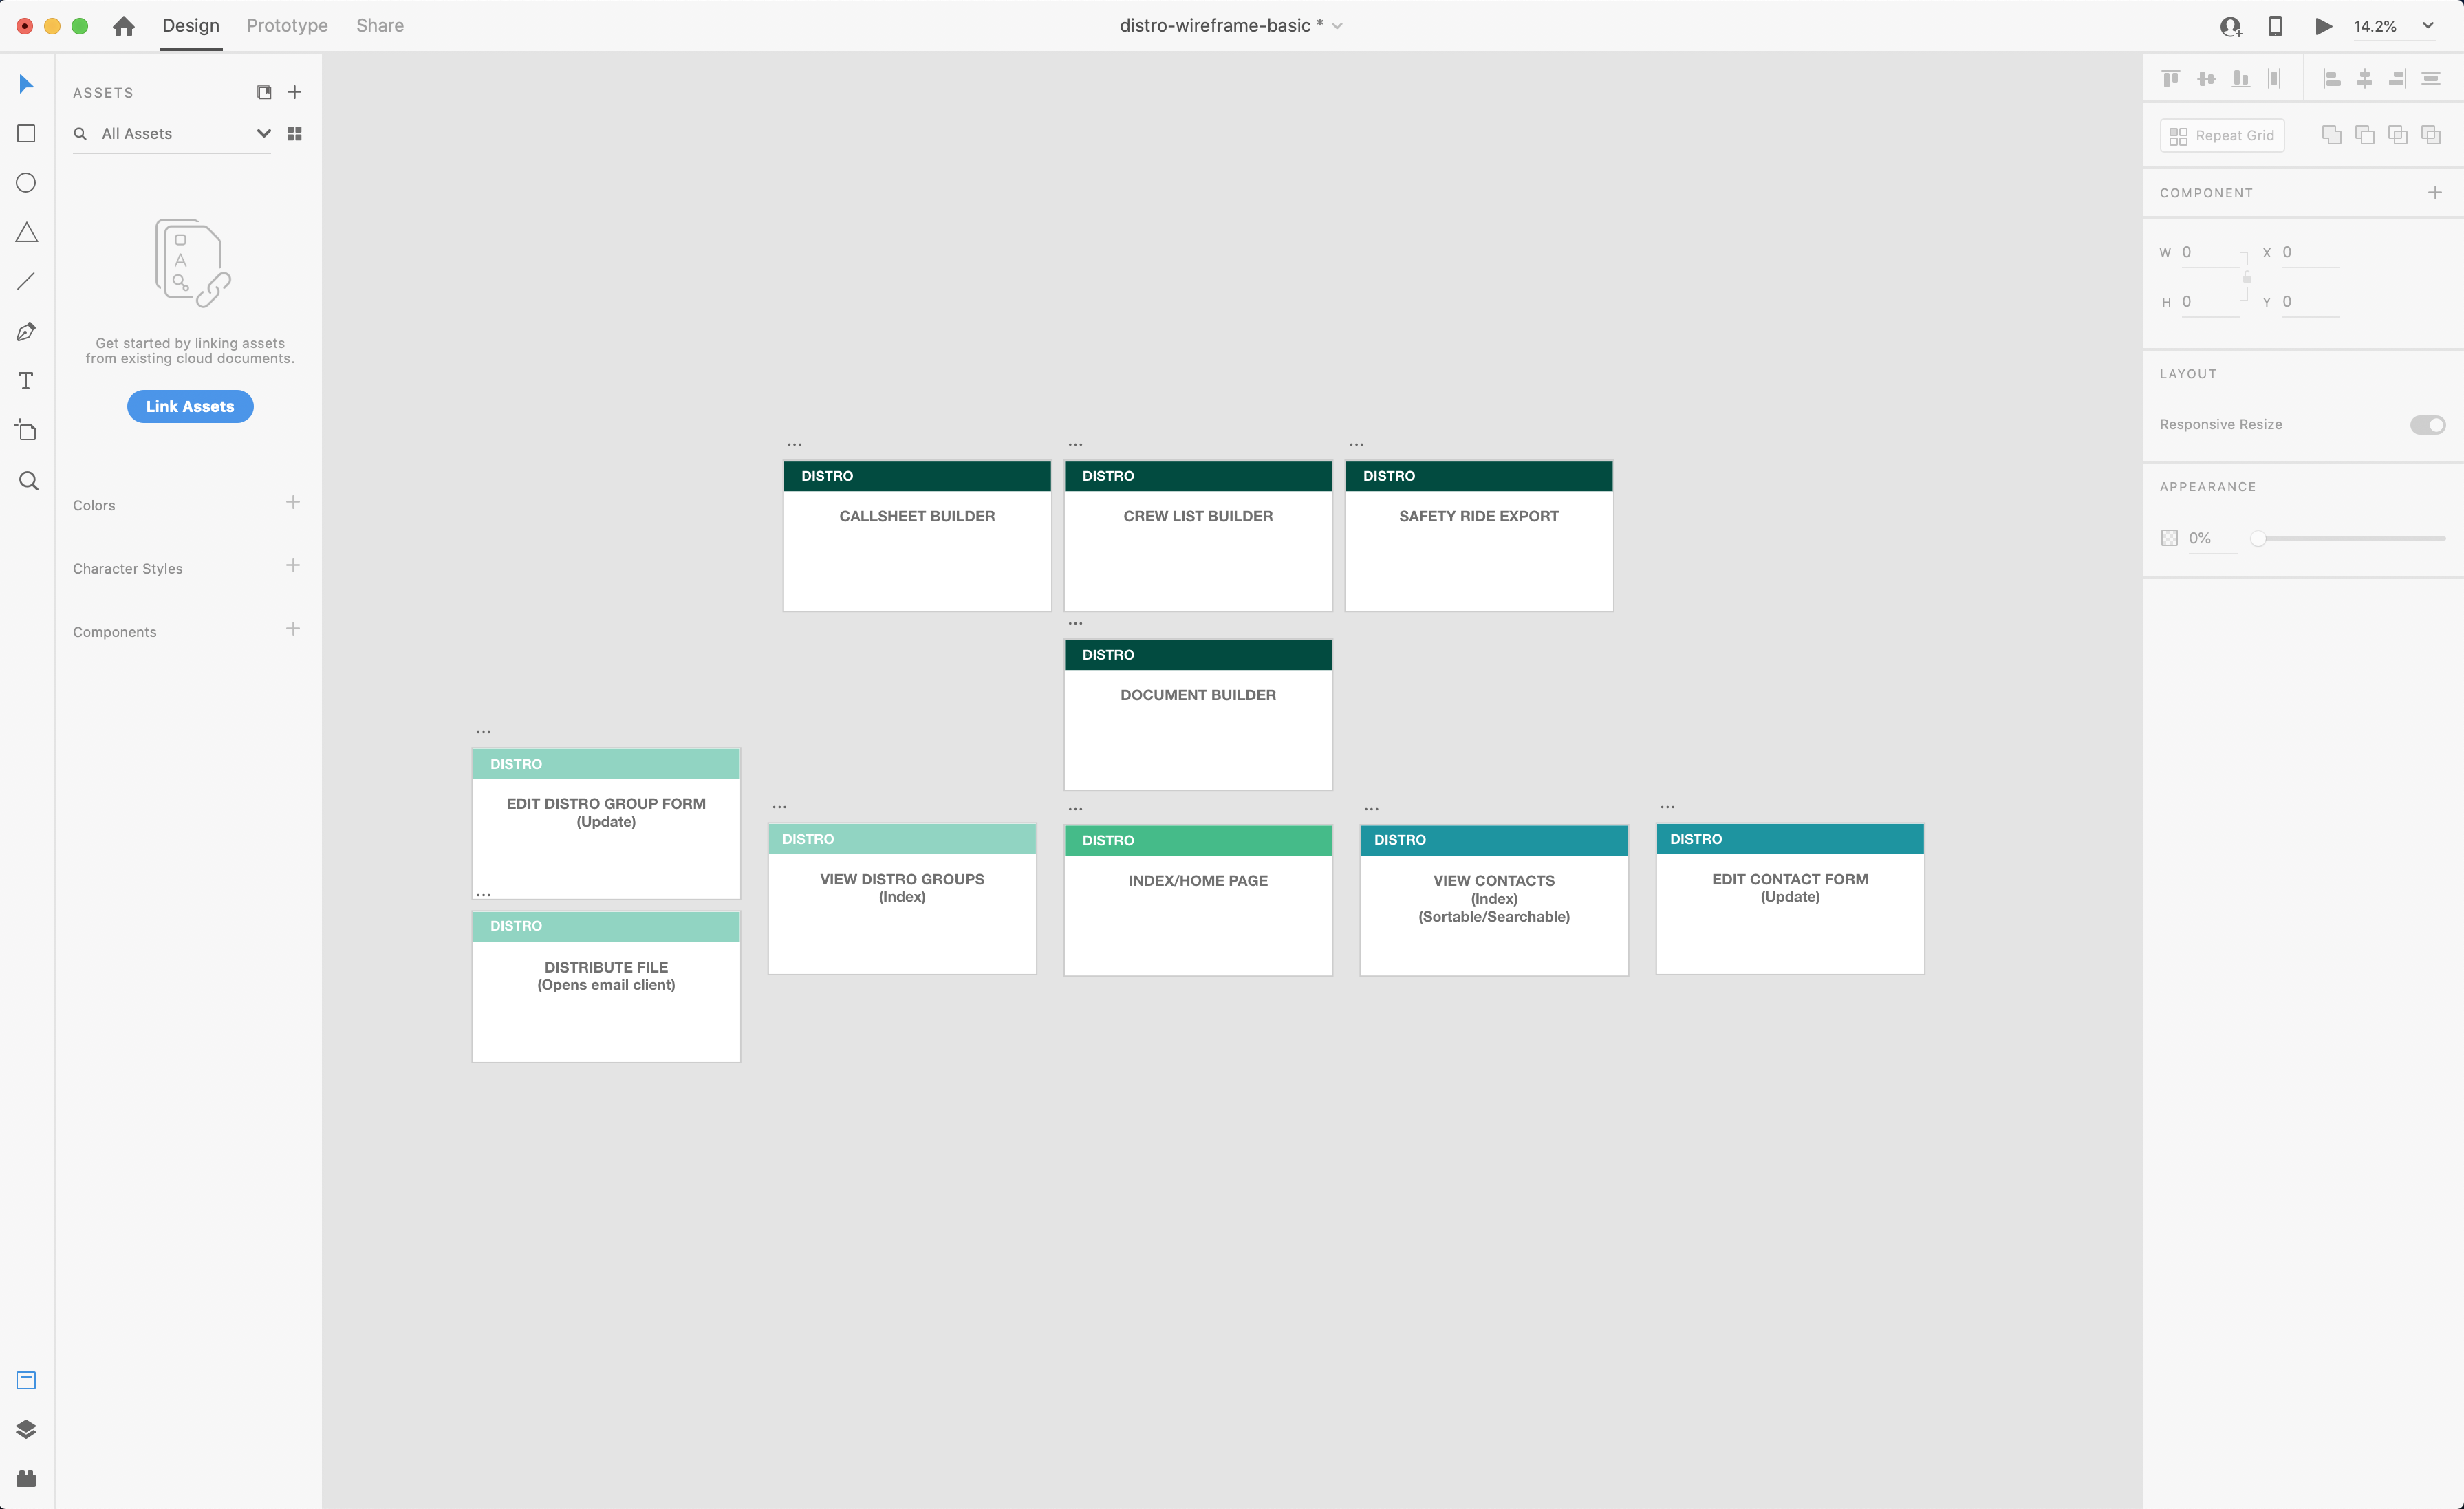 Design
Prototype
Share
distro-wireframe-basic *
14.2%
ASSETS
All Assets
Get started by linking assets
from existing cloud documents.
Link Assets
Colors
Character Styles
Components
...
...
...
DISTRO
DISTRO
DISTRO
CALLSHEET BUILDER
CREW LIST BUILDER
SAFETY RIDE EXPORT
...
DISTRO
DOCUMENT BUILDER
...
DISTRO
EDIT DISTRO GROUP FORM
(Update)
...
DISTRO
DISTRIBUTE FILE
(Opens email client)
...
DISTRO
VIEW DISTRO GROUPS
(Index)
...
DISTRO
INDEX/HOME PAGE
...
DISTRO
VIEW CONTACTS
(Index)
(Sortable/Searchable)
...
DISTRO
EDIT CONTACT FORM
(Update)
Repeat Grid
COMPONENT
W 0
X 0
H 0
Y 0
LAYOUT
Responsive Resize
APPEARANCE
0%